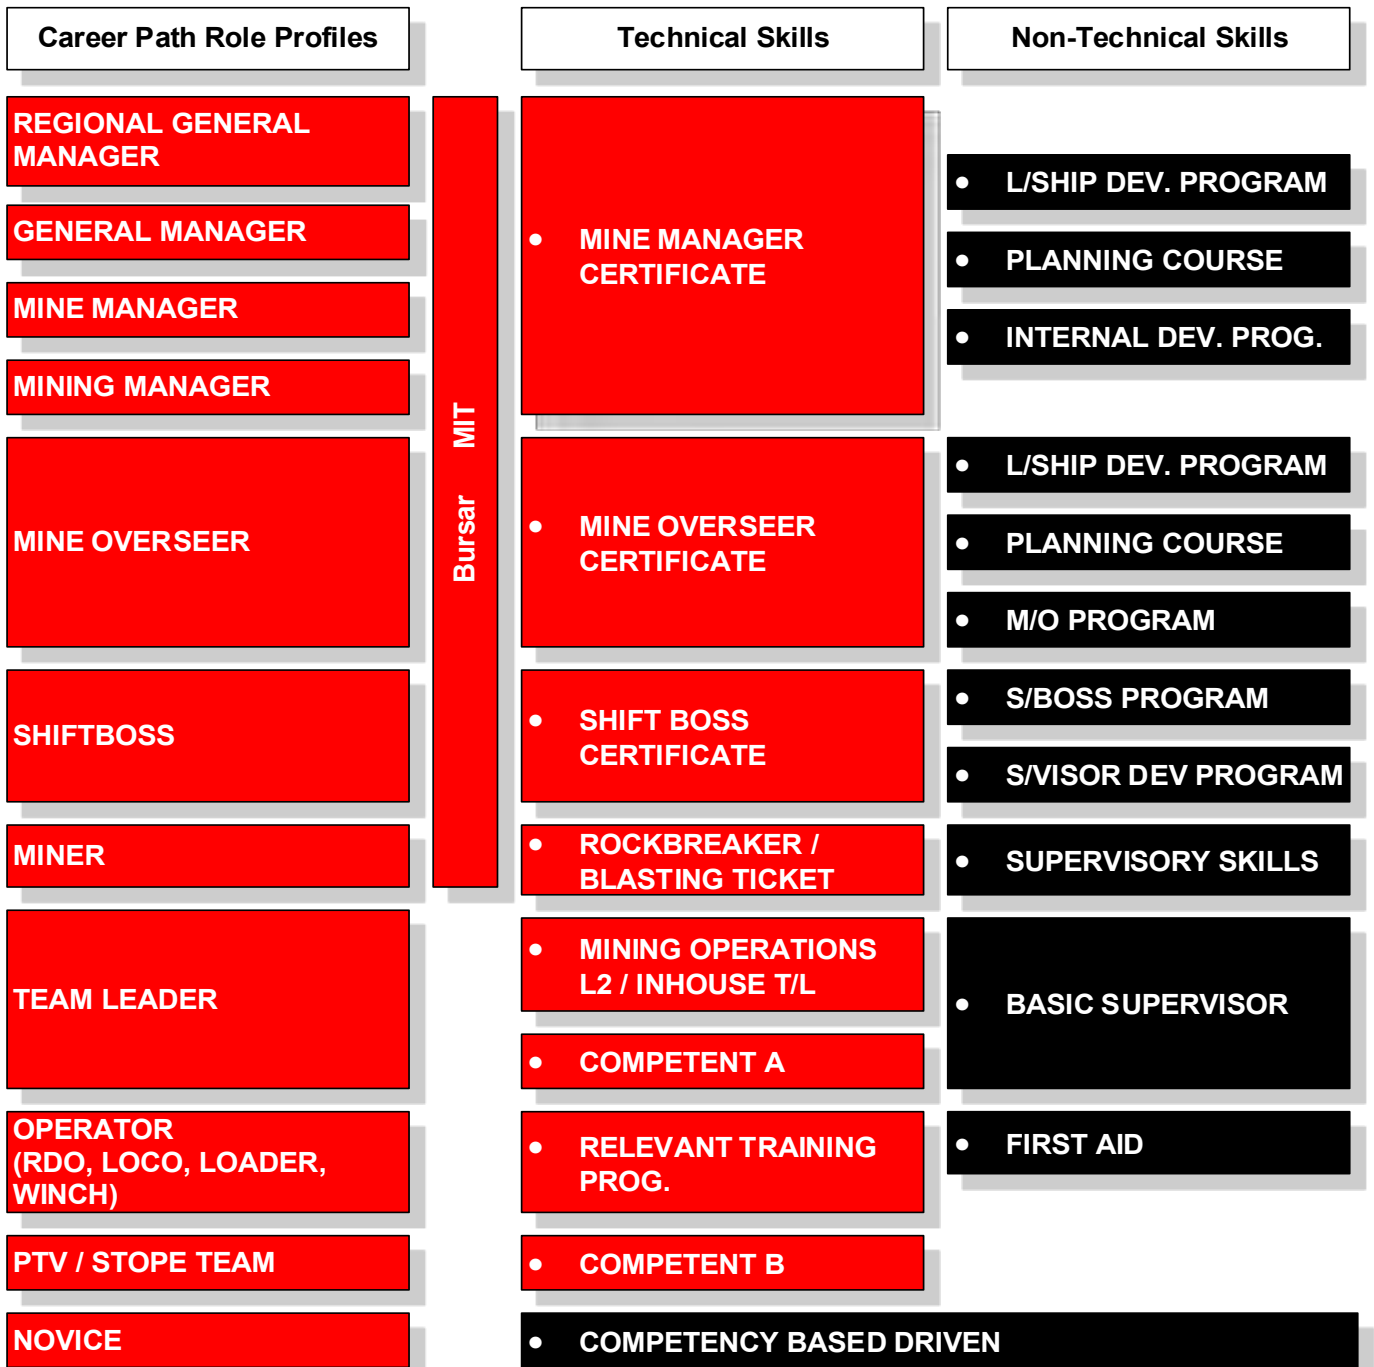 Career Path Role Profiles
Technical Skills
Non-Technical Skills
REGIONAL GENERAL
MANAGER
GENERAL MANAGER
MINE MANAGER
MINING MANAGER
MINE OVERSEER
SHIFTBOSS
MINER
TEAM LEADER
OPERATOR
(RDO, LOCO, LOADER,
WINCH)
PTV / STOPE TEAM
NOVICE
Bursar MIT
• MINE MANAGER
CERTIFICATE
• MINE OVERSEER
CERTIFICATE
• SHIFT BOSS
CERTIFICATE
• ROCKBREAKER /
BLASTING TICKET
• MINING OPERATIONS
L2 / INHOUSE T/L
• COMPETENT A
• RELEVANT TRAINING
PROG.
• COMPETENT B
• COMPETENCY BASED DRIVEN
• L/SHIP DEV. PROGRAM
• PLANNING COURSE
• INTERNAL DEV. PROG.
• L/SHIP DEV. PROGRAM
• PLANNING COURSE
• M/O PROGRAM
• S/BOSS PROGRAM
• S/VISOR DEV PROGRAM
• SUPERVISORY SKILLS
• BASIC SUPERVISOR
• FIRST AID